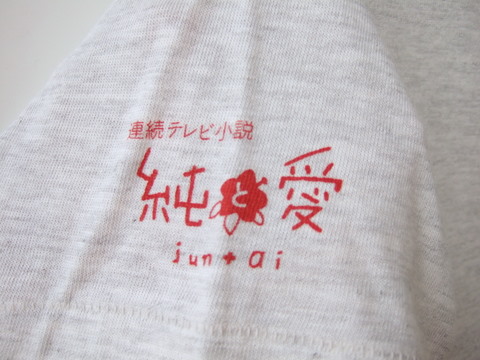 連続テレビ小説
純と愛
jun + ai